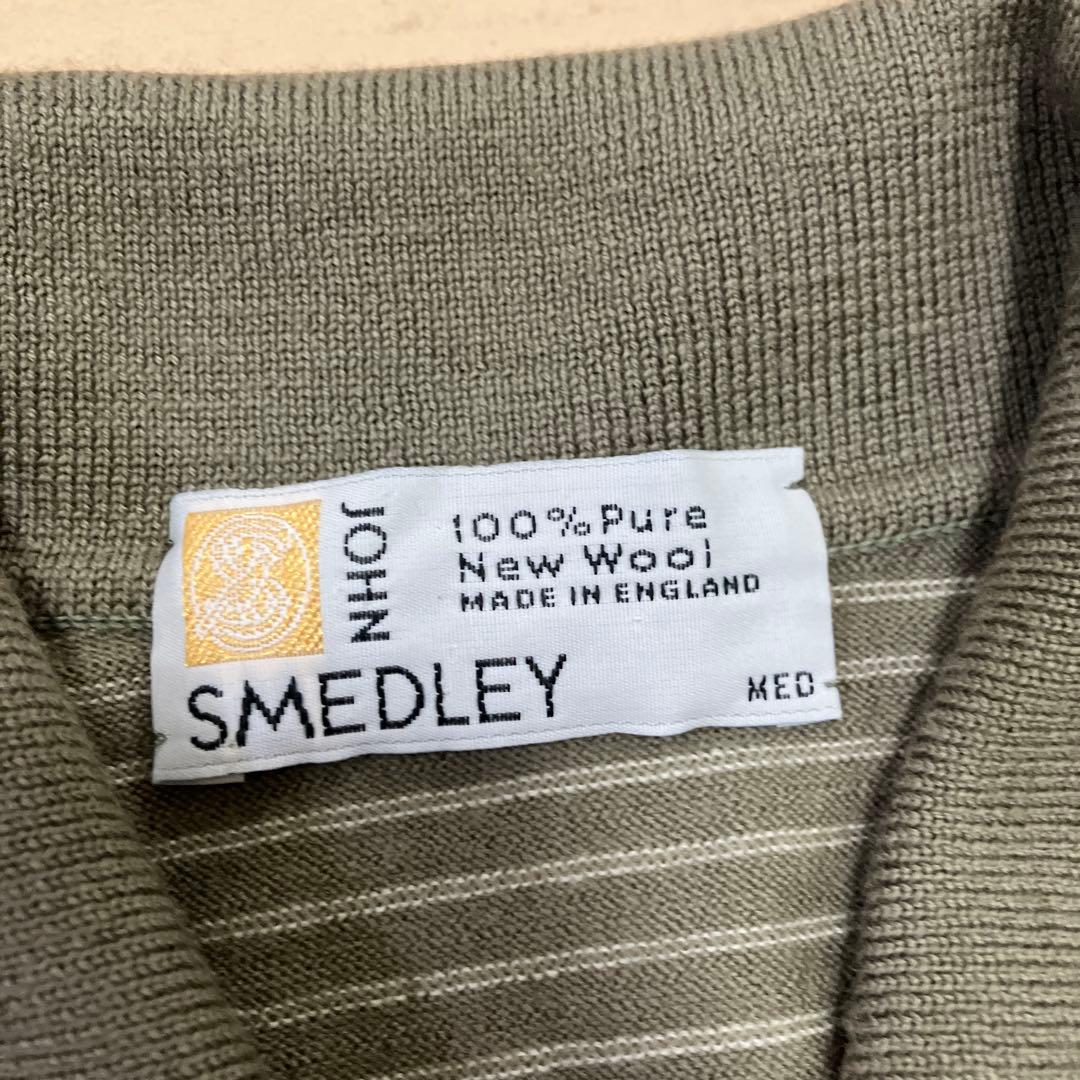 JOHN
SMEDLEY
100% Pure
New Wool
MADE IN ENGLAND
MED